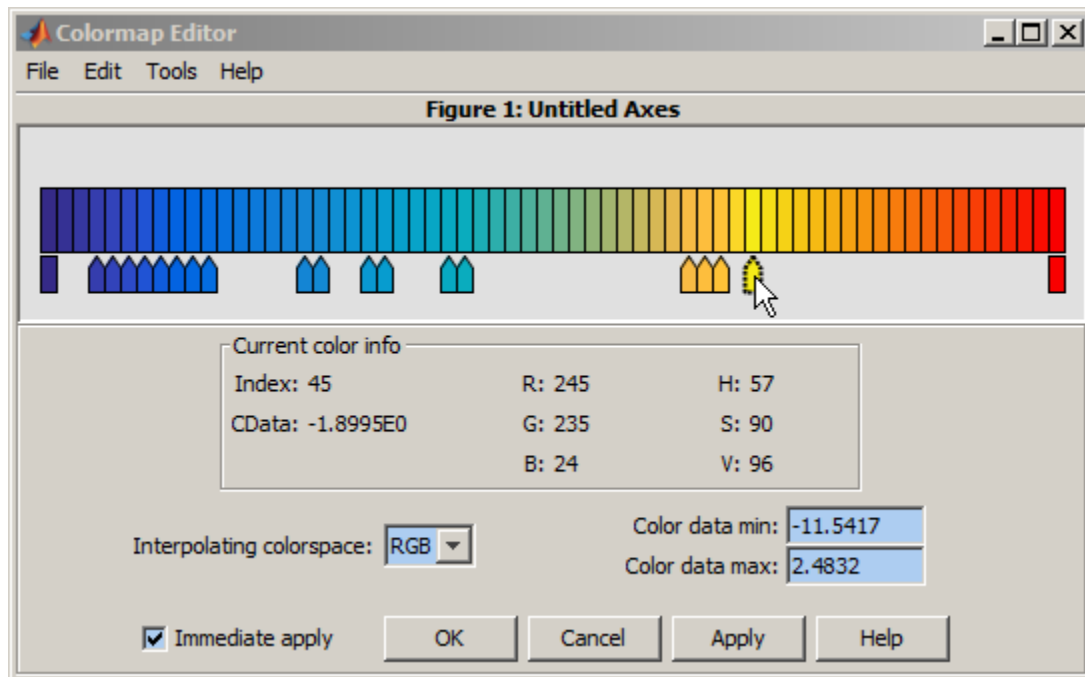 Colormap Editor
File Edit Tools Help
Figure 1: Untitled Axes
Current color info
Index: 45 R: 245 H: 57
CData: -1.8995E0 G: 235 S: 90
B: 24 V: 96
Interpolating colorspace: RGB
Color data min: -11.5417
Color data max: 2.4832
Immediate apply OK Cancel Apply Help